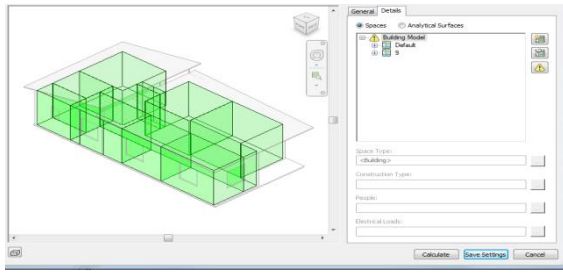 General Details
Spaces Analytical Surfaces
Building Model
Default
9
Space Type:
<Building>
Construction Type:
People:
Electrical Loads:
Calculate Save Settings Cancel